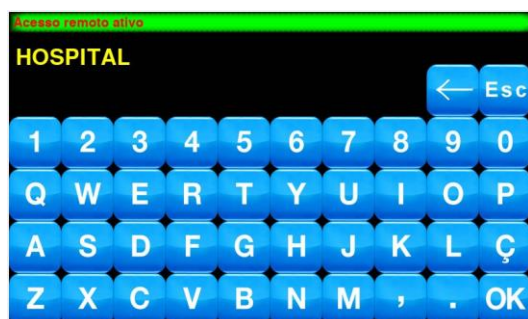 Acesso remoto ativo
HOSPITAL
← Esc
1 2 3 4 5 6 7 8 9 0
Q W E R T Y U I O P
A S D F G H J K L Ç
Z X C V B N M , . OK